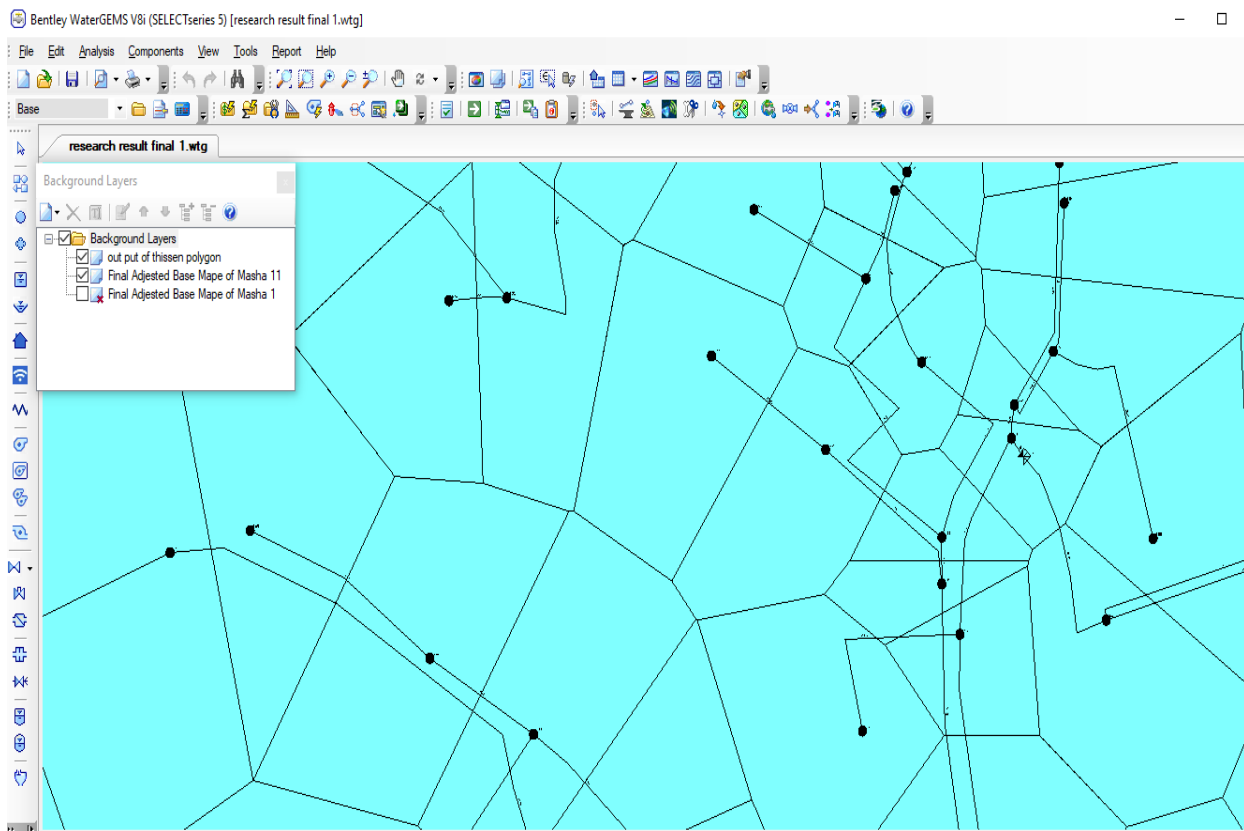 Bentley WaterGEMS V8i (SELECTseries 5) [research result final 1.wtg]
File Edit Analysis Components View Tools Report Help
Base
research result final 1.wtg
Background Layers
Background Layers
out put of thissen polygon
Final Adjested Base Mape of Masha 11
Final Adjested Base Mape of Masha 1